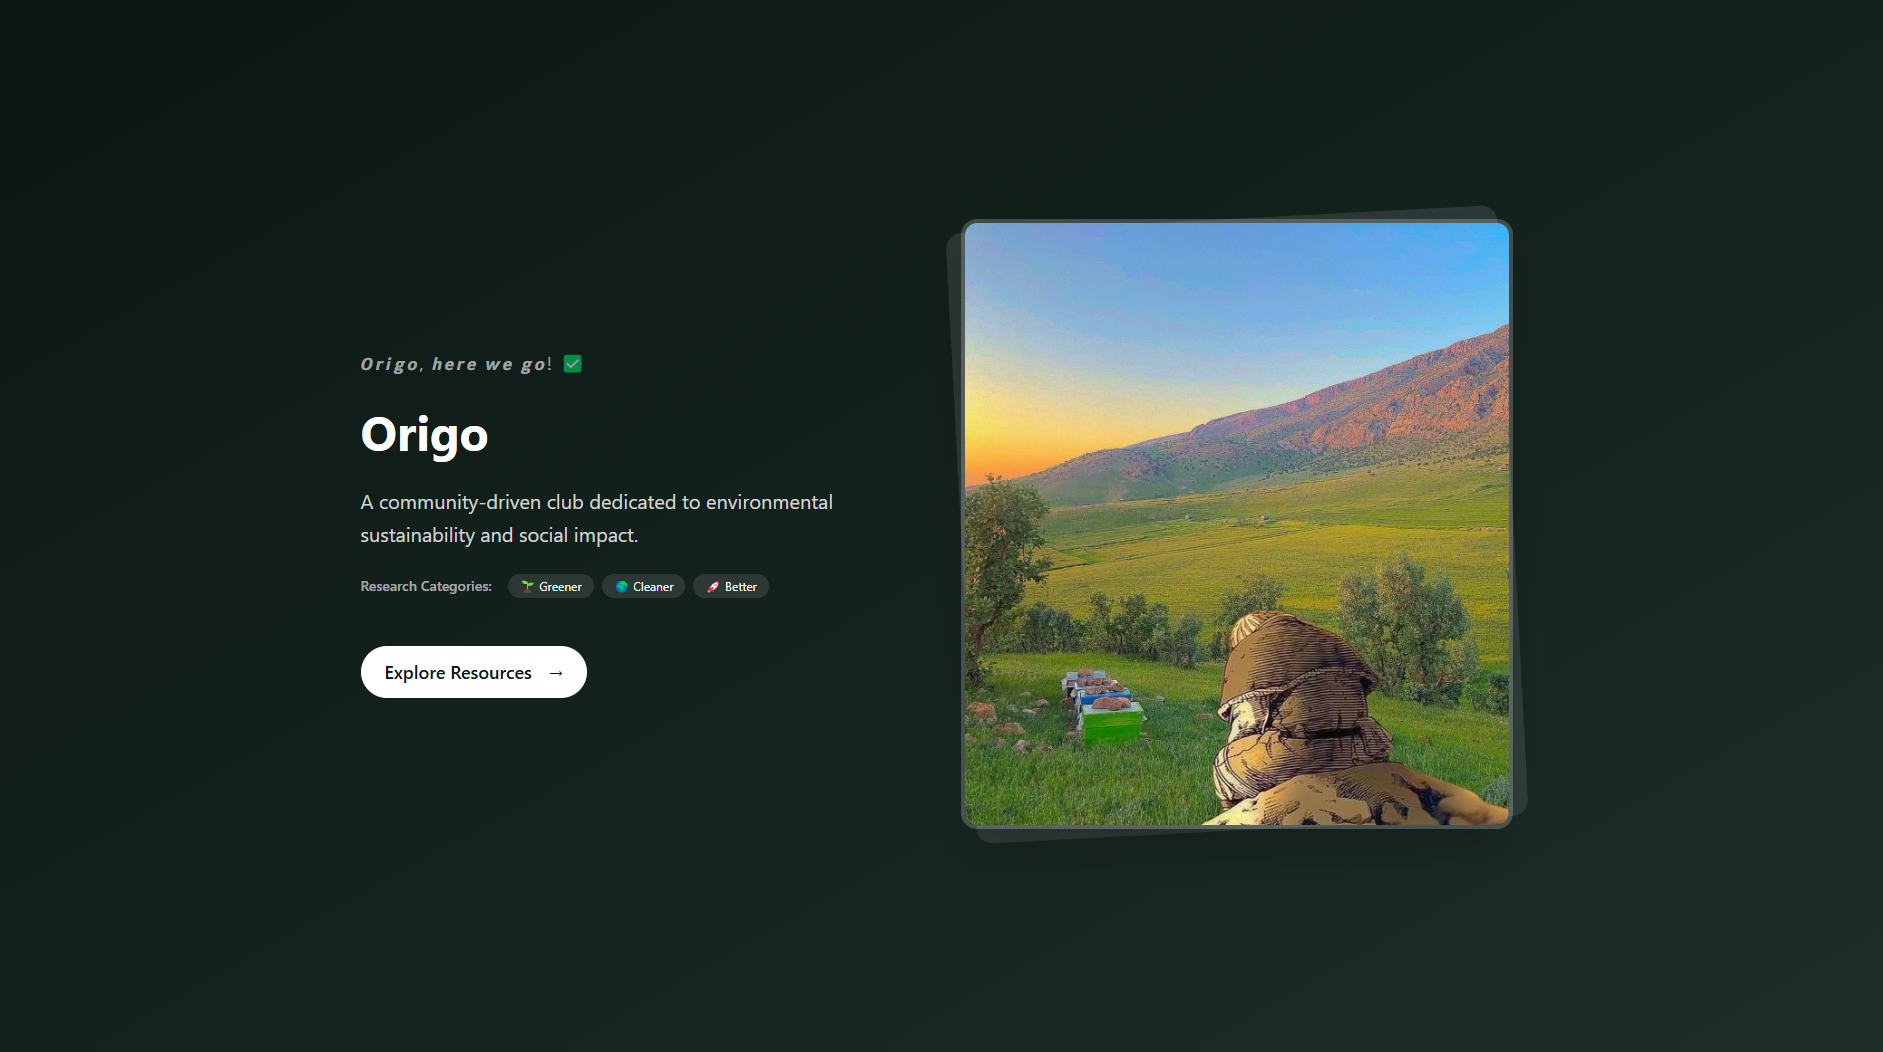 Origo, here we go! ✅
Origo
A community-driven club dedicated to environmental
sustainability and social impact.
Research Categories: 🌱 Greener 🌍 Cleaner 🚀 Better
Explore Resources →